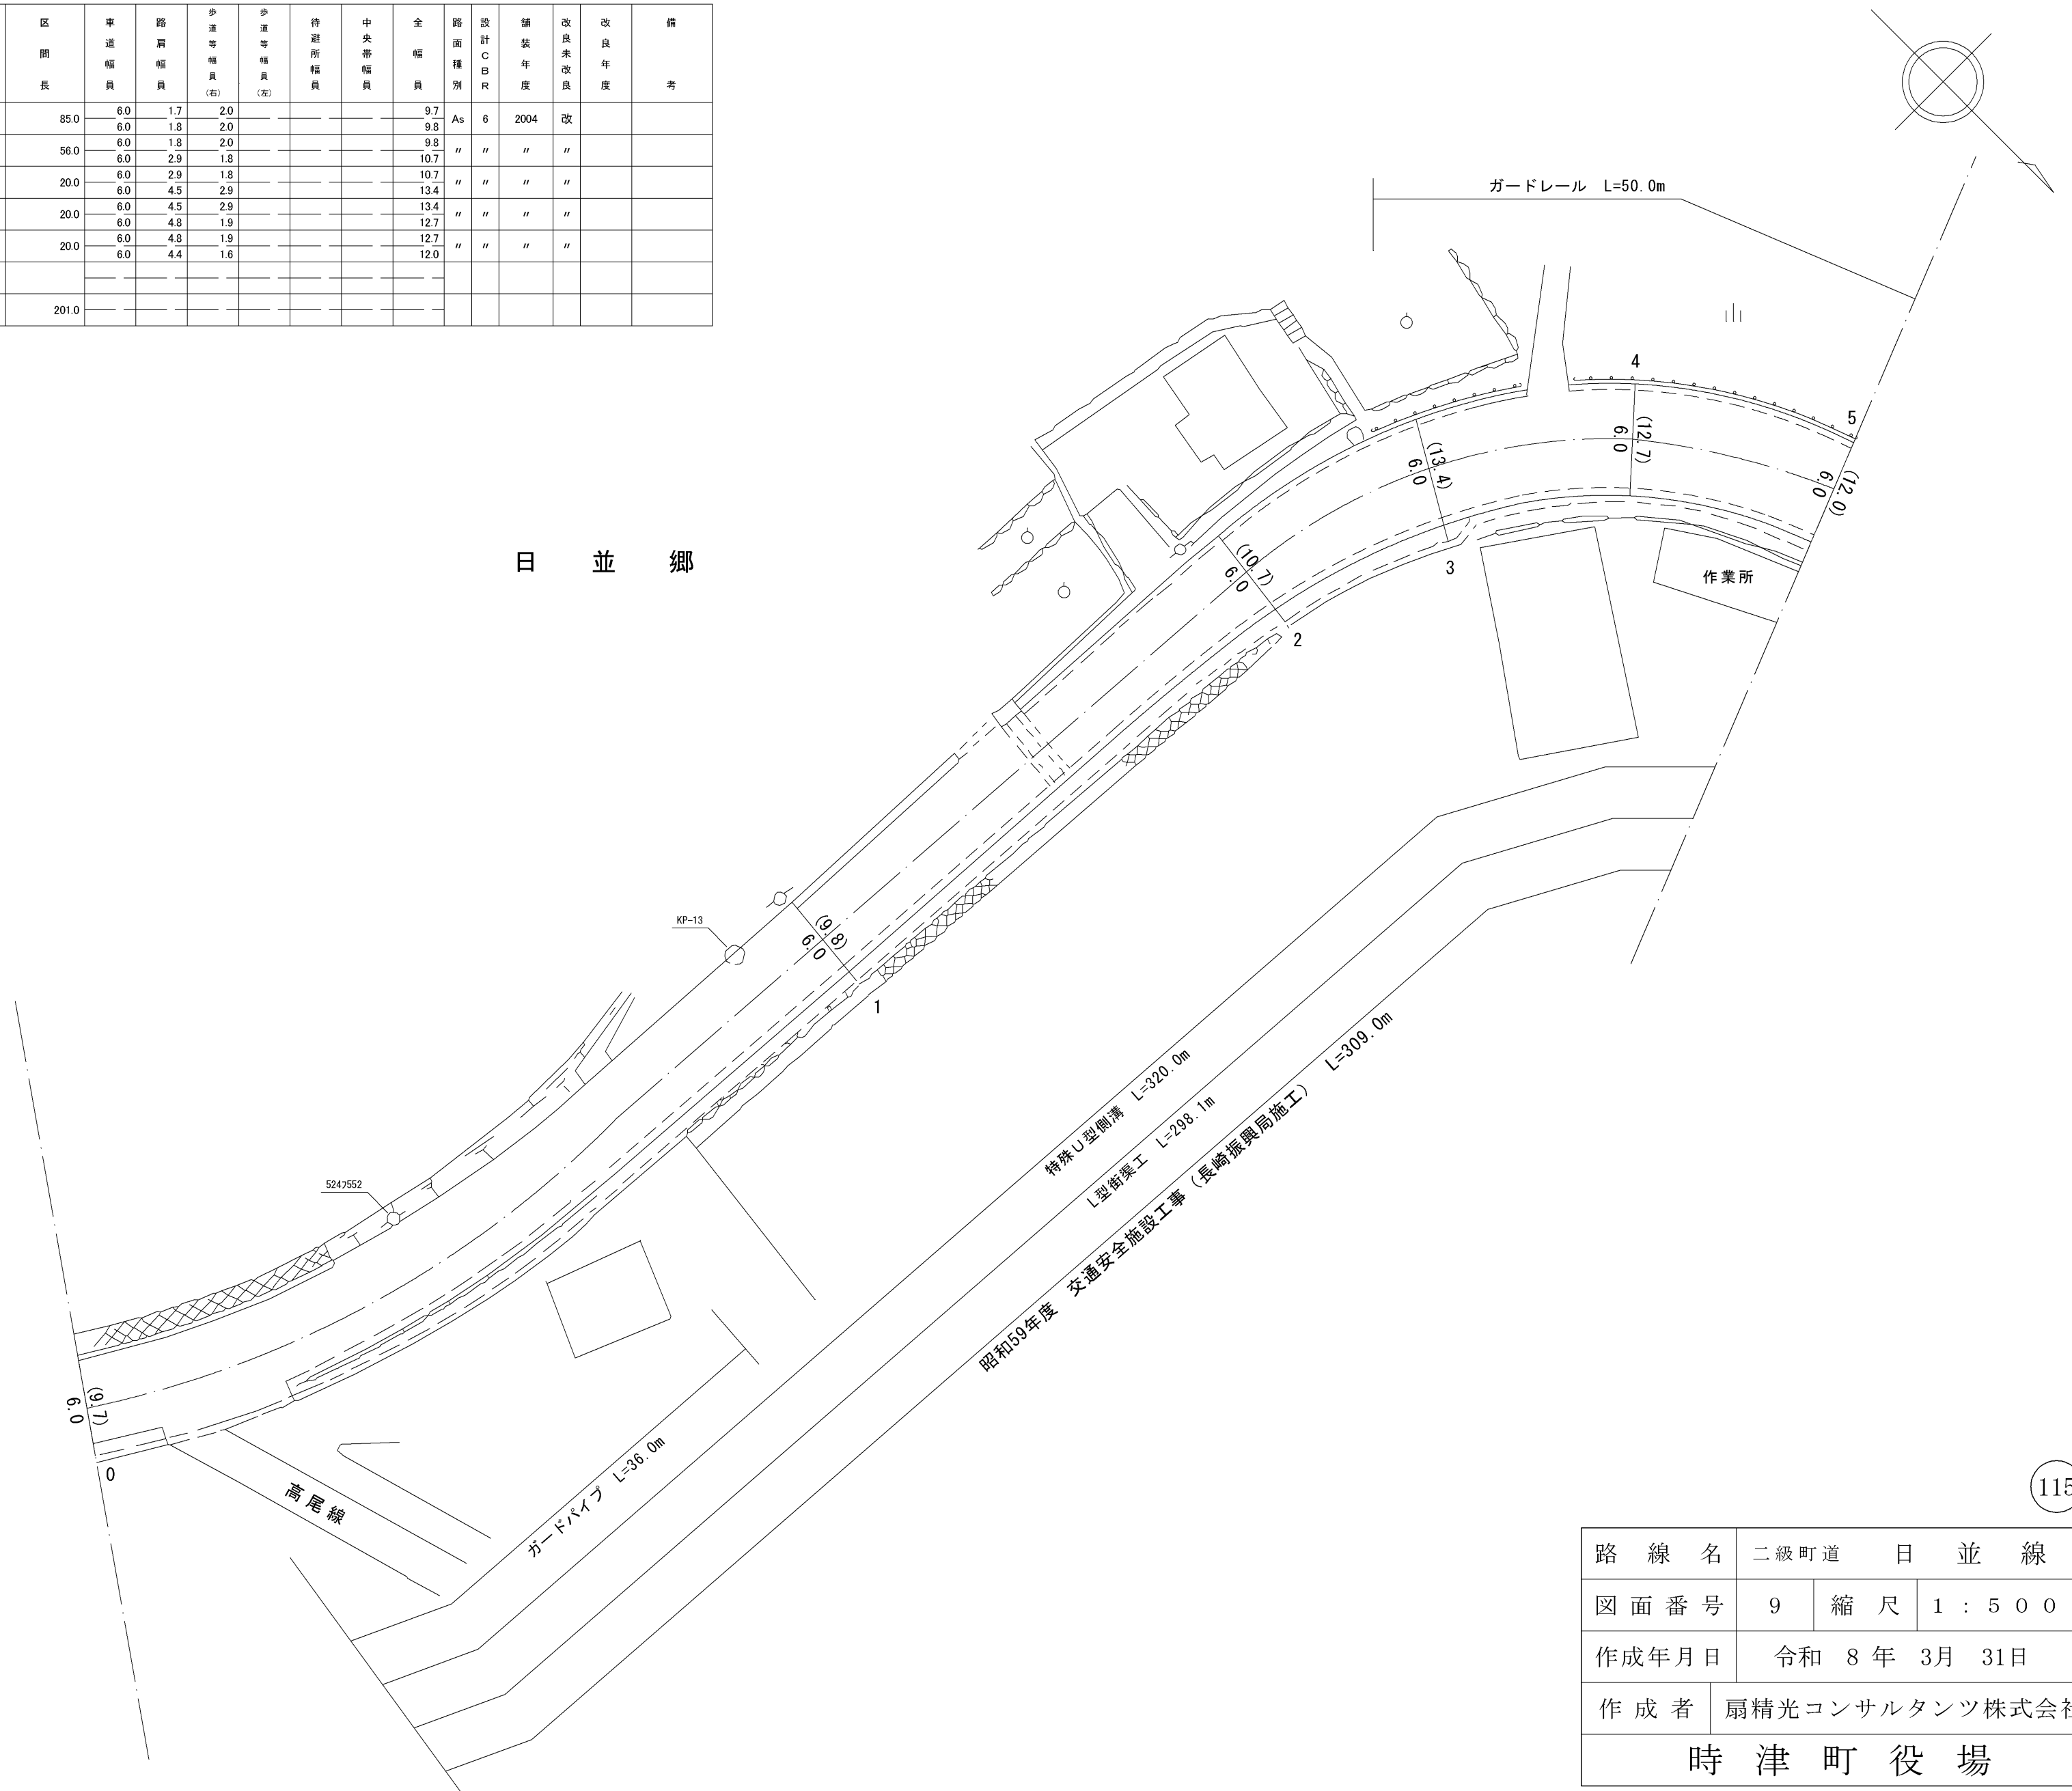 区間長 車道幅員 路肩幅員 歩道等幅員(右) 歩道等幅員(左) 待避所幅員 中央帯幅員 全幅員 路面種別 設計CBR 舗装年度 改良未改良 改良年度 備考
85.0 6.0 1.7 2.0 9.7 As 6 2004 改
6.0 1.8 2.0 9.8
56.0 6.0 1.8 2.0 9.8 〃 〃 〃 〃
6.0 2.9 1.8 10.7
20.0 6.0 2.9 1.8 10.7 〃 〃 〃 〃
6.0 4.5 2.9 13.4
20.0 6.0 4.5 2.9 13.4 〃 〃 〃 〃
6.0 4.8 1.9 12.7
20.0 6.0 4.8 1.9 12.7 〃 〃 〃 〃
6.0 4.4 1.6 12.0
201.0
ガードレール L=50.0m
4
5
(12.7)
6.0
(13.4)
6.0
(12.0)
6.0
3
作業所
日並郷
(10.7)
6.0
2
KP-13
(9.8)
6.0
1
5247552
(9.7)
6.0
0
高尾線
ガードパイプ L=36.0m
特殊U型側溝 L=320.0m
L型街渠工 L=298.1m
昭和59年度 交通安全施設工事(長崎振興局施工) L=309.0m
115
路線名 二級町道 日並線
図面番号 9 縮尺 1:500
作成年月日 令和 8年 3月 31日
作成者 扇精光コンサルタンツ株式会社
時津町役場